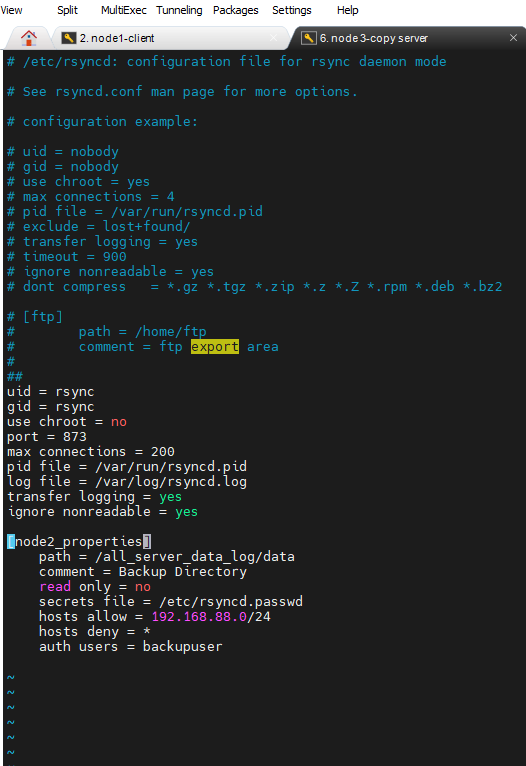 View Split MultiExec Tunneling Packages Settings Help
2. node1-client 6. node 3-copy server
# /etc/rsyncd: configuration file for rsync daemon mode
# See rsyncd.conf man page for more options.
# configuration example:
# uid = nobody
# gid = nobody
# use chroot = yes
# max connections = 4
# pid file = /var/run/rsyncd.pid
# exclude = lost+found/
# transfer logging = yes
# timeout = 900
# ignore nonreadable = yes
# dont compress   = *.gz *.tgz *.zip *.z *.Z *.rpm *.deb *.bz2
# [ftp]
#        path = /home/ftp
#        comment = ftp export area
#
##
uid = rsync
gid = rsync
use chroot = no
port = 873
max connections = 200
pid file = /var/run/rsyncd.pid
log file = /var/log/rsyncd.log
transfer logging = yes
ignore nonreadable = yes
[node2_properties]
    path = /all_server_data_log/data
    comment = Backup Directory
    read only = no
    secrets file = /etc/rsyncd.passwd
    hosts allow = 192.168.88.0/24
    hosts deny = *
    auth users = backupuser
~
~
~
~
~
~